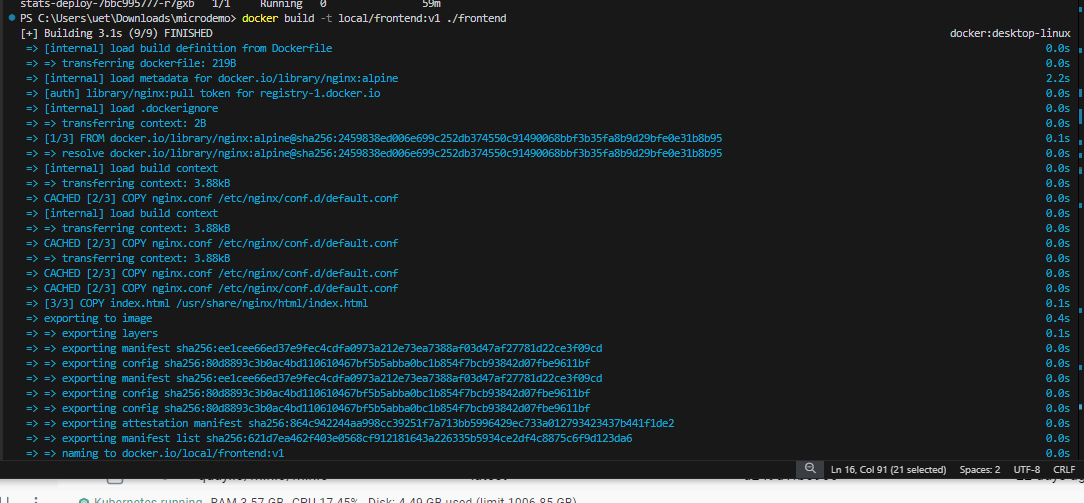 stats-deploy-7bbc995777-r7gxb 1/1 Running 0 59m
PS C:\Users\uet\Downloads\microdemo> docker build -t local/frontend:v1 ./frontend
[+] Building 3.1s (9/9) FINISHED docker:desktop-linux
=> [internal] load build definition from Dockerfile 0.0s
=> => transferring dockerfile: 219B 0.0s
=> [internal] load metadata for docker.io/library/nginx:alpine 2.2s
=> [auth] library/nginx:pull token for registry-1.docker.io 0.0s
=> [internal] load .dockerignore 0.0s
=> => transferring context: 2B 0.0s
=> [1/3] FROM docker.io/library/nginx:alpine@sha256:2459838ed006e699c252db374550c91490068bbf3b35fa8b9d29bfe0e31b8b95 0.1s
=> => resolve docker.io/library/nginx:alpine@sha256:2459838ed006e699c252db374550c91490068bbf3b35fa8b9d29bfe0e31b8b95 0.0s
=> [internal] load build context 0.0s
=> => transferring context: 3.88kB 0.0s
=> CACHED [2/3] COPY nginx.conf /etc/nginx/conf.d/default.conf 0.0s
=> [internal] load build context 0.0s
=> => transferring context: 3.88kB 0.0s
=> CACHED [2/3] COPY nginx.conf /etc/nginx/conf.d/default.conf 0.0s
=> => transferring context: 3.88kB 0.0s
=> CACHED [2/3] COPY nginx.conf /etc/nginx/conf.d/default.conf 0.0s
=> CACHED [2/3] COPY nginx.conf /etc/nginx/conf.d/default.conf 0.0s
=> [3/3] COPY index.html /usr/share/nginx/html/index.html 0.1s
=> exporting to image 0.4s
=> => exporting layers 0.1s
=> => exporting manifest sha256:ee1cee66ed37e9fec4cdfa0973a212e73ea7388af03d47af27781d22ce3f09cd 0.0s
=> => exporting config sha256:80d8893c3b0ac4bd110610467bf5b5abba0bc1b854f7bcb93842d07fbe9611bf 0.0s
=> => exporting manifest sha256:ee1cee66ed37e9fec4cdfa0973a212e73ea7388af03d47af27781d22ce3f09cd 0.0s
=> => exporting config sha256:80d8893c3b0ac4bd110610467bf5b5abba0bc1b854f7bcb93842d07fbe9611bf 0.0s
=> => exporting config sha256:80d8893c3b0ac4bd110610467bf5b5abba0bc1b854f7bcb93842d07fbe9611bf 0.0s
=> => exporting attestation manifest sha256:864c942244aa998cc39251f7a713bb5996429ec733a012793423437b441f1de2 0.0s
=> => exporting manifest list sha256:621d7ea462f403e0568cf912181643a226335b5934ce2df4c8875c6f9d123da6 0.0s
=> => naming to docker.io/local/frontend:v1 0.0s
Ln 16, Col 91 (21 selected) Spaces: 2 UTF-8 CRLF
Kubernetes running RAM 3.57 GB CPU 17.45% Disk: 4.49 GB used (limit 1006.85 GB)